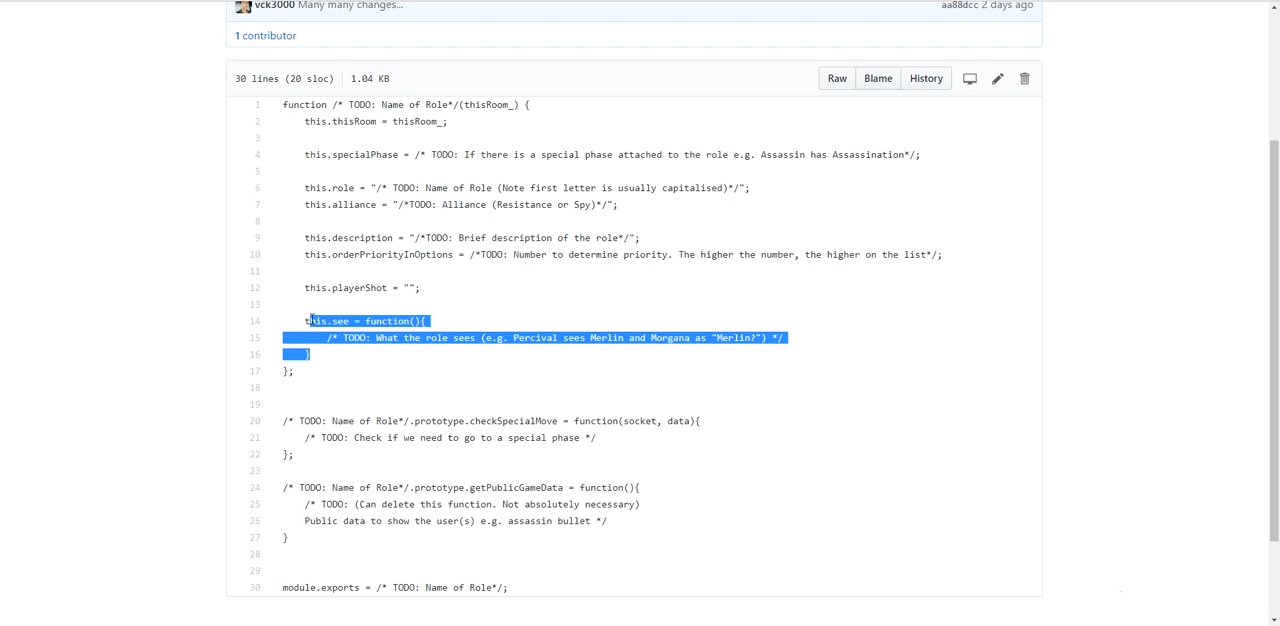 vck3000 Many many changes... aa88dcc 2 days ago
1 contributor
30 lines (20 sloc) 1.04 KB Raw Blame History
1 function /* TODO: Name of Role*/(thisRoom_) {
2 this.thisRoom = thisRoom_;
3
4 this.specialPhase = /* TODO: If there is a special phase attached to the role e.g. Assassin has Assassination*/;
5
6 this.role = "/* TODO: Name of Role (Note first letter is usually capitalised)*/";
7 this.alliance = "/*TODO: Alliance (Resistance or Spy)*/";
8
9 this.description = "/*TODO: Brief description of the role*/";
10 this.orderPriorityInOptions = /*TODO: Number to determine priority. The higher the number, the higher on the list*/;
11
12 this.playerShot = "";
13
14 this.see = function(){
15 /* TODO: What the role sees (e.g. Percival sees Merlin and Morgana as "Merlin?") */
16 }
17 };
18
19
20 /* TODO: Name of Role*/.prototype.checkSpecialMove = function(socket, data){
21 /* TODO: Check if we need to go to a special phase */
22 };
23
24 /* TODO: Name of Role*/.prototype.getPublicGameData = function(){
25 /* TODO: (Can delete this function. Not absolutely necessary)
26 Public data to show the user(s) e.g. assassin bullet */
27 }
28
29
30 module.exports = /* TODO: Name of Role*/;